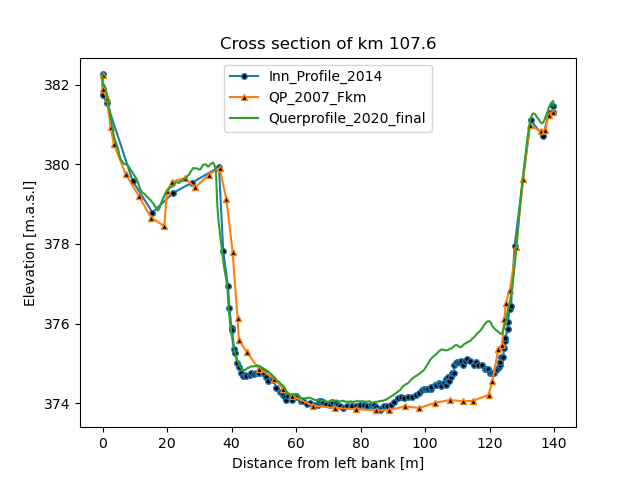 Cross section of km 107.6
Inn_Profile_2014
QP_2007_Fkm
Querprofile_2020_final
Elevation [m.a.s.l]
382
380
378
376
374
0 20 40 60 80 100 120 140
Distance from left bank [m]